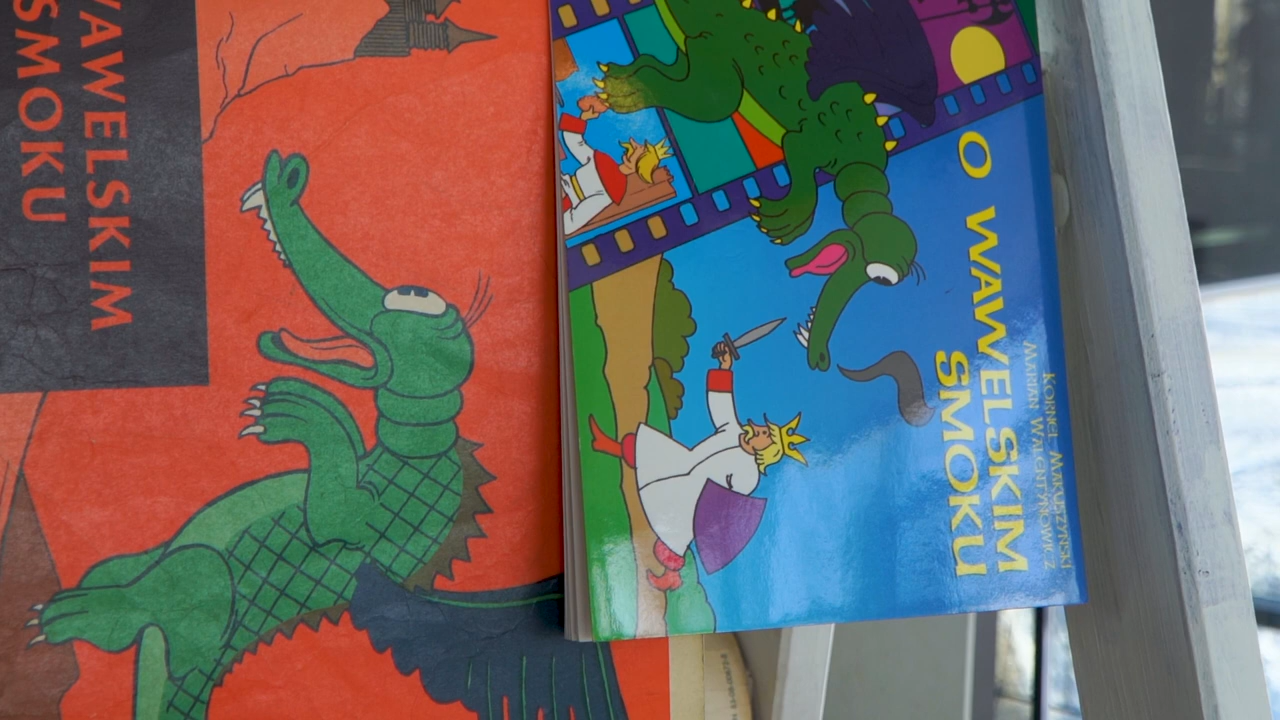 WAWELSKIM
SMOKU
KORNEL MAKUSZYŃSKI
MARIAN WALENTYNOWICZ
O WAWELSKIM
SMOKU